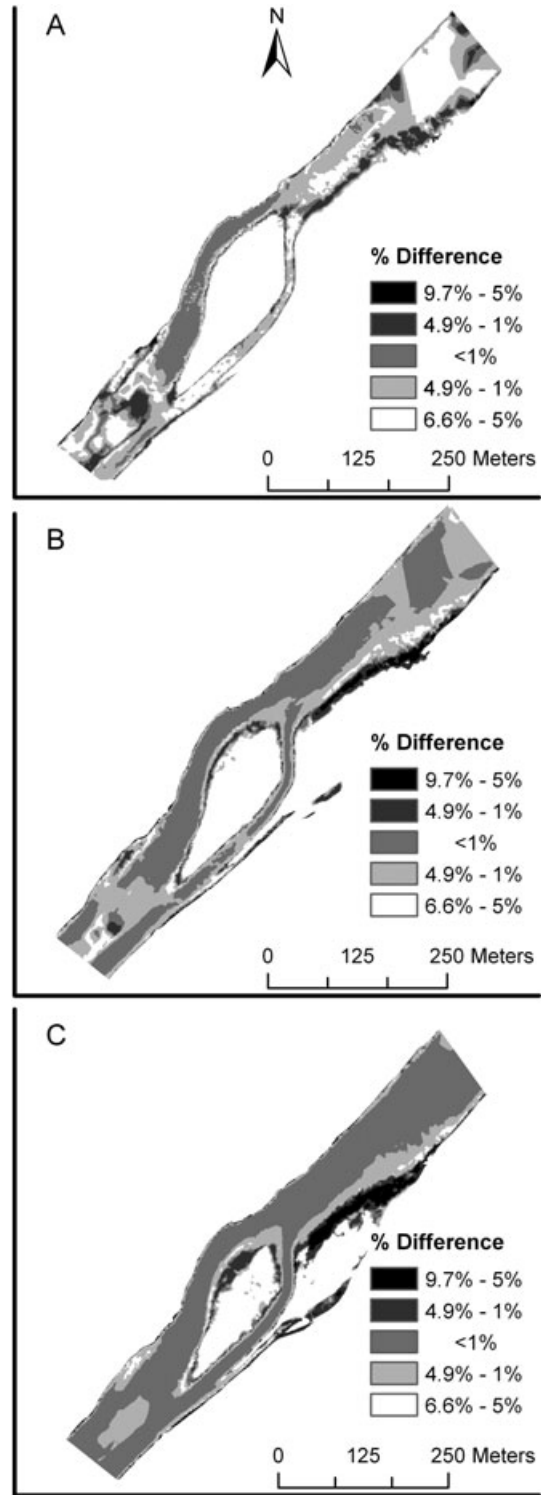 A
N
% Difference
9.7% - 5%
4.9% - 1%
<1%
4.9% - 1%
6.6% - 5%
0 125 250 Meters
B
% Difference
9.7% - 5%
4.9% - 1%
<1%
4.9% - 1%
6.6% - 5%
0 125 250 Meters
C
% Difference
9.7% - 5%
4.9% - 1%
<1%
4.9% - 1%
6.6% - 5%
0 125 250 Meters